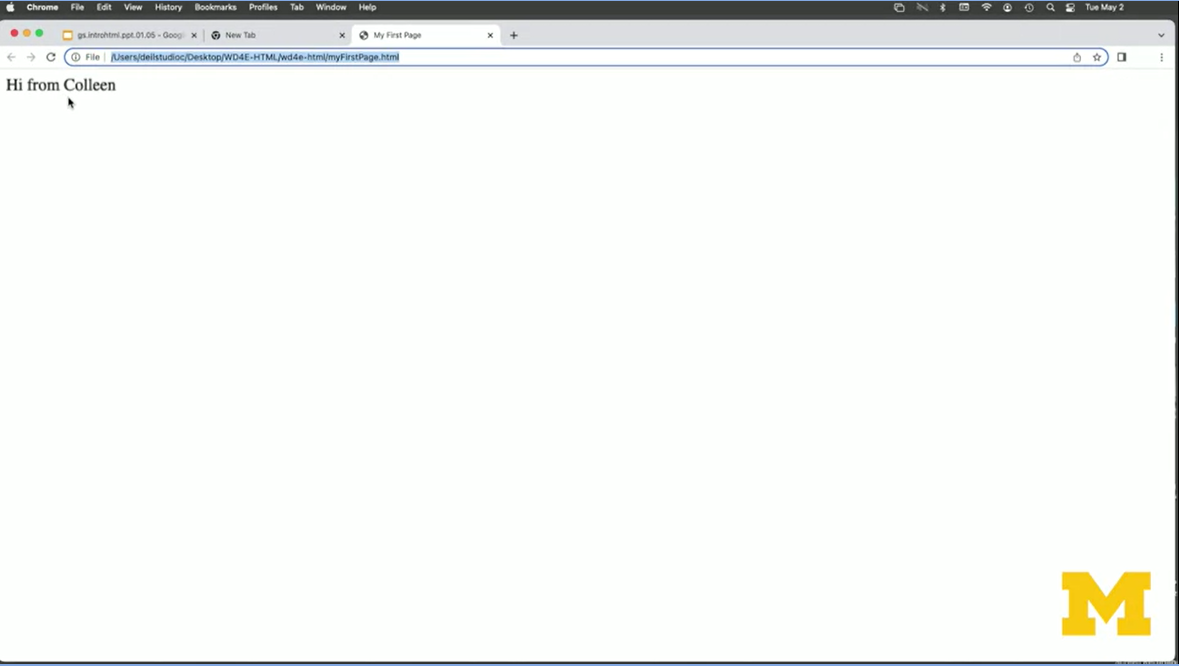 Chrome File Edit View History Bookmarks Profiles Tab Window Help Tue May 2
gs.introhtml.ppt.01.05 - Googl New Tab My First Page
File /Users/deilstudioc/Desktop/WD4E-HTML/wd4e-html/myFirstPage.html
Hi from Colleen
M